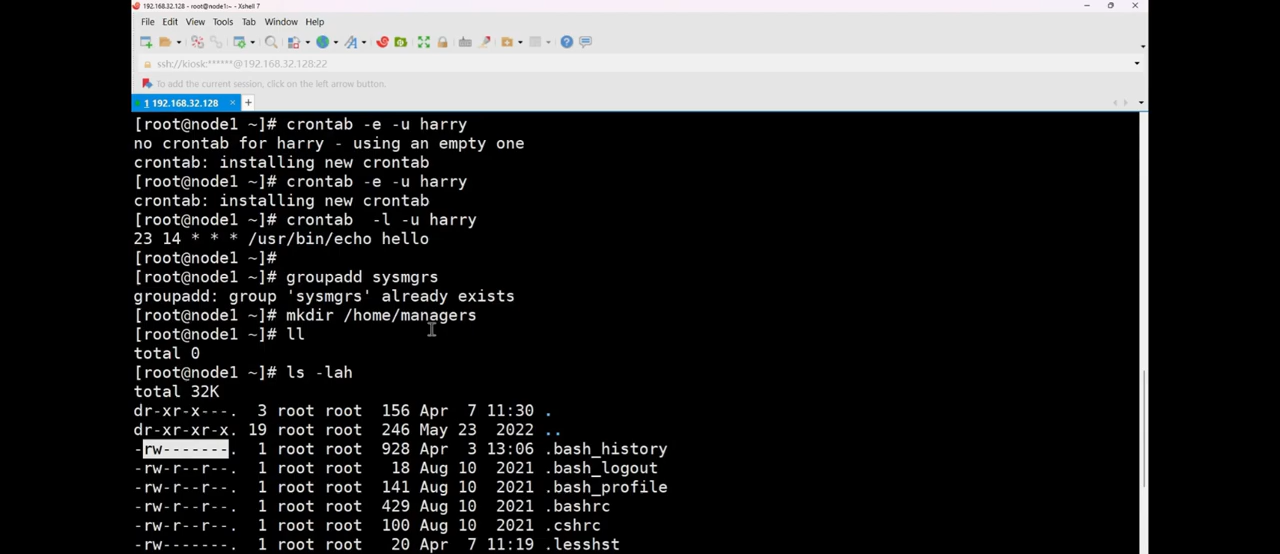 192.168.32.128 - root@node1:~ - Xshell 7
File Edit View Tools Tab Window Help
ssh://kiosk:******@192.168.32.128:22
To add the current session, click on the left arrow button.
1 192.168.32.128 × +
[root@node1 ~]# crontab -e -u harry
no crontab for harry - using an empty one
crontab: installing new crontab
[root@node1 ~]# crontab -e -u harry
crontab: installing new crontab
[root@node1 ~]# crontab  -l -u harry
23 14 * * * /usr/bin/echo hello
[root@node1 ~]#
[root@node1 ~]# groupadd sysmgrs
groupadd: group 'sysmgrs' already exists
[root@node1 ~]# mkdir /home/managers
[root@node1 ~]# ll
total 0
[root@node1 ~]# ls -lah
total 32K
dr-xr-x---.  3 root root  156 Apr  7 11:30 .
dr-xr-xr-x. 19 root root  246 May 23  2022 ..
-rw-------.  1 root root  928 Apr  3 13:06 .bash_history
-rw-r--r--.  1 root root   18 Aug 10  2021 .bash_logout
-rw-r--r--.  1 root root  141 Aug 10  2021 .bash_profile
-rw-r--r--.  1 root root  429 Aug 10  2021 .bashrc
-rw-r--r--.  1 root root  100 Aug 10  2021 .cshrc
-rw-------.  1 root root   20 Apr  7 11:19 .lesshst